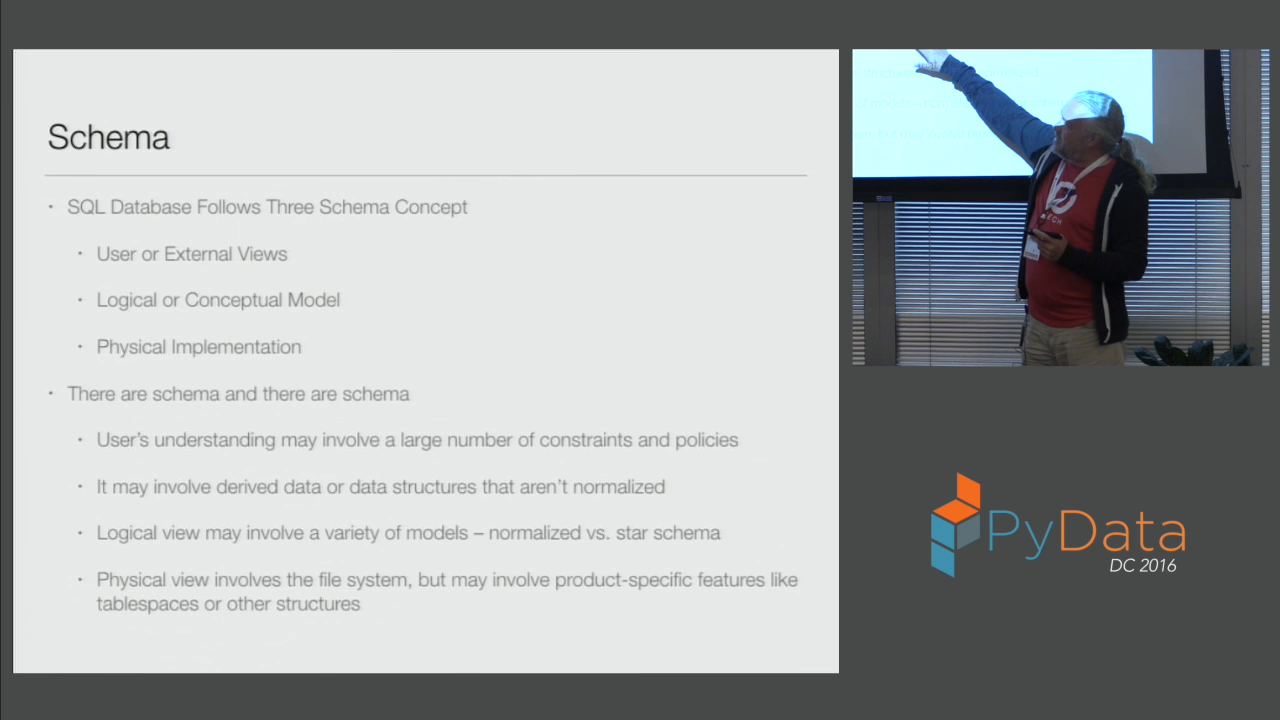 Schema
• SQL Database Follows Three Schema Concept
• User or External Views
• Logical or Conceptual Model
• Physical Implementation
• There are schema and there are schema
• User’s understanding may involve a large number of constraints and policies
• It may involve derived data or data structures that aren’t normalized
• Logical view may involve a variety of models – normalized vs. star schema
• Physical view involves the file system, but may involve product-specific features like
tablespaces or other structures
PyData
DC 2016